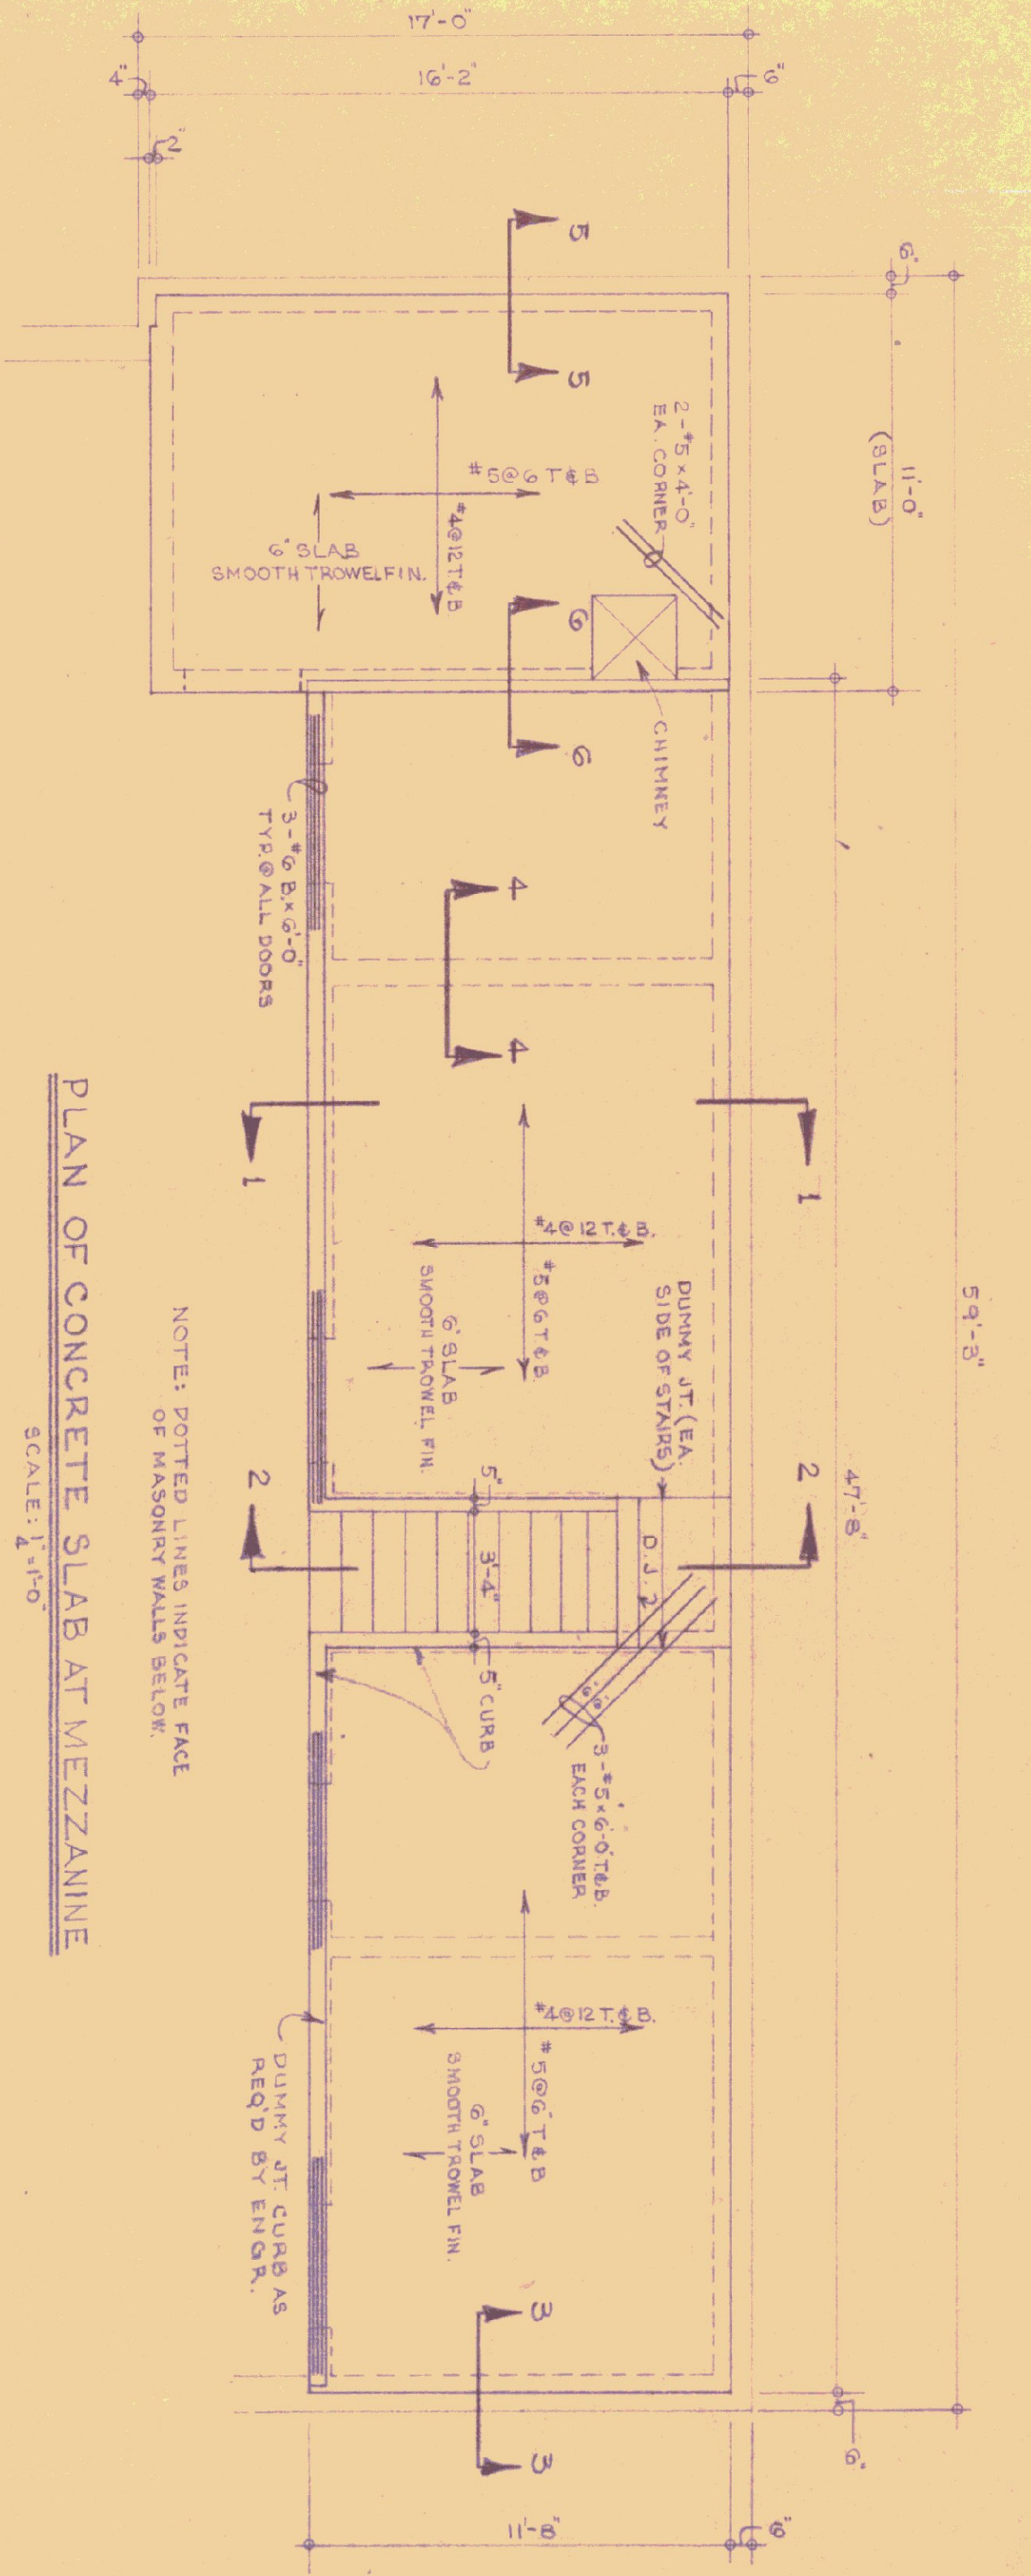 17'-0"
16'-2"
4"
6"
2"
6"
59'-3"
11'-0"
(SLAB)
47'-8"
6"
11'-8"
6"
5
5
6
6
4
4
1
1
2
2
3
3
2-#5x4'-0"
EA. CORNER
#5@6 T&B
#4@12 T&B
6" SLAB
SMOOTH TROWEL FIN.
CHIMNEY
3-#6 B.x6'-0"
TYP. @ ALL DOORS
#4@12 T.&B.
#5@6 T&B.
6" SLAB
SMOOTH TROWEL FIN.
DUMMY JT. (EA.
SIDE OF STAIRS)
5"
3'-4"
5" CURB
D.J.?
6" 6"
3-#5x6'-0" T.&B.
EACH CORNER
#4@12 T.&B.
#5@6" T&B
6" SLAB
SMOOTH TROWEL FIN.
DUMMY JT. CURB AS
REQ'D BY ENGR.
NOTE: DOTTED LINES INDICATE FACE
OF MASONRY WALLS BELOW.
PLAN OF CONCRETE SLAB AT MEZZANINE
SCALE: 1/4"=1'-0"